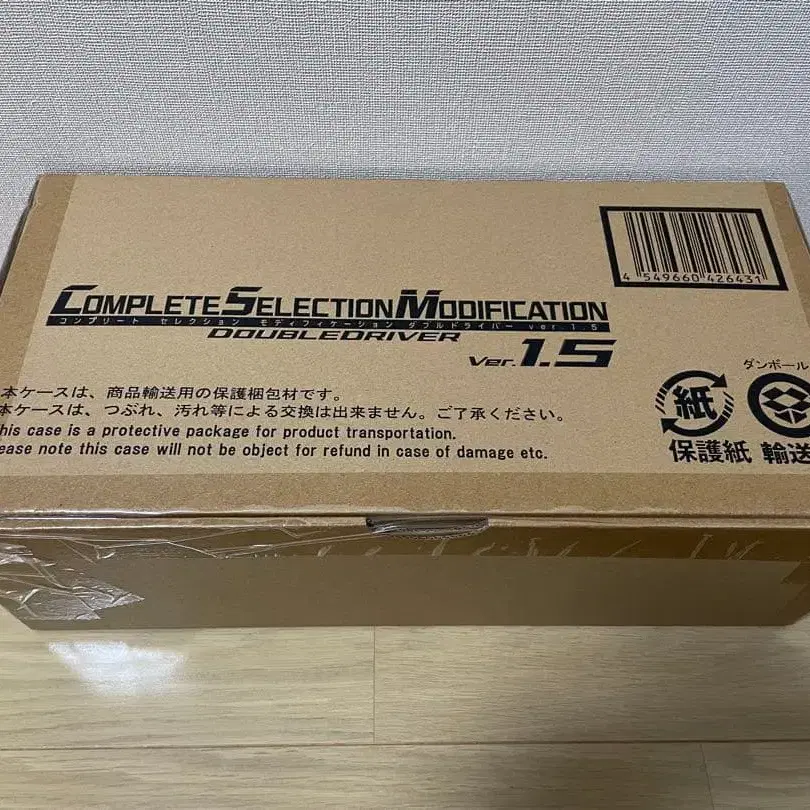 4 549660 426431
COMPLETE SELECTION MODIFICATION
コンプリート セレクション モディフィケーション ダブルドライバー ver.1.5
DOUBLEDRIVER
Ver.1.5
本ケースは、商品輸送用の保護梱包材です。
本ケースは、つぶれ、汚れ等による交換は出来ません。ご了承ください。
his case is a protective package for product transportation.
ease note this case will not be object for refund in case of damage etc.
ダンボール
紙
保護紙 輸送